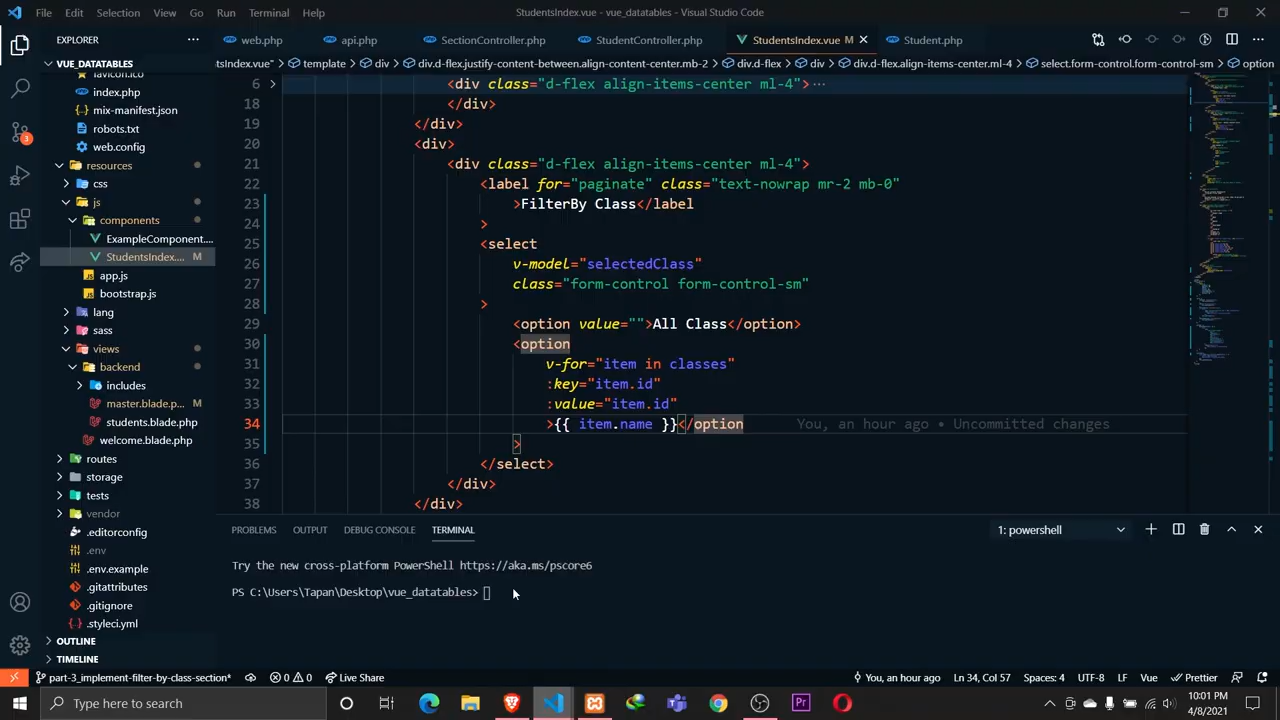 File Edit Selection View Go Run Terminal Help StudentsIndex.vue - vue_datatables - Visual Studio Code
EXPLORER ···
web.php api.php SectionController.php StudentController.php StudentsIndex.vue M Student.php
VUE_DATATABLES
tsIndex.vue > template > div > div.d-flex.justify-content-between.align-content-center.mb-2 > div.d-flex > div > div.d-flex.align-items-center.ml-4 > select.form-control.form-control-sm > option
favicon.ico
index.php
mix-manifest.json
robots.txt
web.config
resources
css
js
components
ExampleComponent....
StudentsIndex.... M
app.js
bootstrap.js
lang
sass
views
backend
includes
master.blade.p... M
students.blade.php
welcome.blade.php
routes
storage
tests
vendor
.editorconfig
.env
.env.example
.gitattributes
.gitignore
.styleci.yml
OUTLINE
TIMELINE
6 <div class="d-flex align-items-center ml-4">···
18 </div>
19 </div>
20 <div>
21 <div class="d-flex align-items-center ml-4">
22 <label for="paginate" class="text-nowrap mr-2 mb-0"
23 >FilterBy Class</label
24 >
25 <select
26 v-model="selectedClass"
27 class="form-control form-control-sm"
28 >
29 <option value="">All Class</option>
30 <option
31 v-for="item in classes"
32 :key="item.id"
33 :value="item.id"
34 >{{ item.name }}</option You, an hour ago • Uncommitted changes
35 >
36 </select>
37 </div>
38 </div>
PROBLEMS OUTPUT DEBUG CONSOLE TERMINAL 1: powershell
Try the new cross-platform PowerShell https://aka.ms/pscore6
PS C:\Users\Tapan\Desktop\vue_datatables>
3
part-3_implement-filter-by-class-section* 0 0 Live Share You, an hour ago Ln 34, Col 57 Spaces: 4 UTF-8 LF Vue Prettier
Type here to search
Pr
10:01 PM
4/8/2021